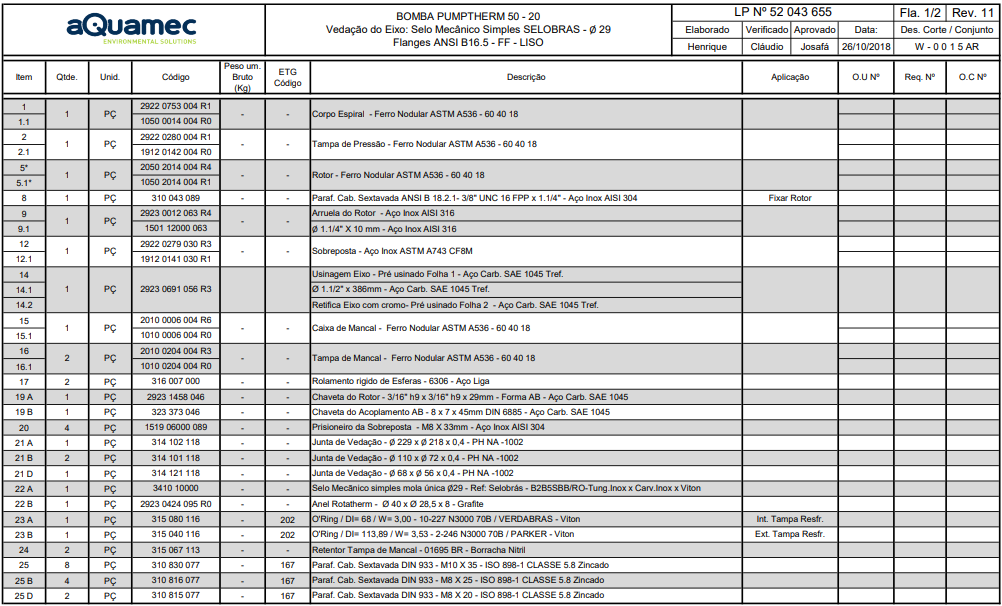 aQuamec
ENVIRONMENTAL SOLUTIONS
BOMBA PUMPTHERM 50 - 20
Vedação do Eixo: Selo Mecânico Simples SELOBRAS - Ø 29
Flanges ANSI B16.5 - FF - LISO
LP Nº 52 043 655 Fla. 1/2 Rev. 11
Elaborado Verificado Aprovado Data: Des. Corte / Conjunto
Henrique Cláudio Josafá 26/10/2018 W - 0 0 1 5 AR
Item Qtde. Unid. Código Peso um. Bruto (Kg) ETG Código Descrição Aplicação O.U Nº Req. Nº O.C Nº
1 1 PÇ 2922 0753 004 R1 - - Corpo Espiral - Ferro Nodular ASTM A536 - 60 40 18
1.1 1050 0014 004 R0
2 1 PÇ 2922 0280 004 R1 - - Tampa de Pressão - Ferro Nodular ASTM A536 - 60 40 18
2.1 1912 0142 004 R0
5* 1 PÇ 2050 2014 004 R4 - - Rotor - Ferro Nodular ASTM A536 - 60 40 18
5.1* 1050 2014 004 R1
8 1 PÇ 310 043 089 - - Paraf. Cab. Sextavada ANSI B 18.2.1- 3/8" UNC 16 FPP x 1.1/4" - Aço Inox AISI 304 Fixar Rotor
9 1 PÇ 2923 0012 063 R4 - - Arruela do Rotor - Aço Inox AISI 316
9.1 1501 12000 063 Ø 1.1/4" X 10 mm - Aço Inox AISI 316
12 1 PÇ 2922 0279 030 R3 - - Sobreposta - Aço Inox ASTM A743 CF8M
12.1 1912 0141 030 R1
14 1 PÇ 2923 0691 056 R3 - - Usinagem Eixo - Pré usinado Folha 1 - Aço Carb. SAE 1045 Tref.
14.1 Ø 1.1/2" x 386mm - Aço Carb. SAE 1045 Tref.
14.2 Retifica Eixo com cromo- Pré usinado Folha 2 - Aço Carb. SAE 1045 Tref.
15 1 PÇ 2010 0006 004 R6 - - Caixa de Mancal - Ferro Nodular ASTM A536 - 60 40 18
15.1 1010 0006 004 R0
16 2 PÇ 2010 0204 004 R3 - - Tampa de Mancal - Ferro Nodular ASTM A536 - 60 40 18
16.1 1010 0204 004 R0
17 2 PÇ 316 007 000 - - Rolamento rigido de Esferas - 6306 - Aço Liga
19 A 1 PÇ 2923 1458 046 - - Chaveta do Rotor - 3/16" h9 x 3/16" h9 x 29mm - Forma AB - Aço Carb. SAE 1045
19 B 1 PÇ 323 373 046 - - Chaveta do Acoplamento AB - 8 x 7 x 45mm DIN 6885 - Aço Carb. SAE 1045
20 4 PÇ 1519 06000 089 - - Prisioneiro da Sobreposta - M8 X 33mm - Aço Inox AISI 304
21 A 1 PÇ 314 102 118 - - Junta de Vedação - Ø 229 x Ø 218 x 0,4 - PH NA -1002
21 B 2 PÇ 314 101 118 - - Junta de Vedação - Ø 110 x Ø 72 x 0,4 - PH NA -1002
21 D 1 PÇ 314 121 118 - - Junta de Vedação - Ø 68 x Ø 56 x 0,4 - PH NA -1002
22 A 1 PÇ 3410 10000 - - Selo Mecânico simples mola única Ø29 - Ref: Selobrás - B2B5SBB/RO-Tung.Inox x Carv.Inox x Viton
22 B 1 PÇ 2923 0424 095 R0 - - Anel Rotatherm - Ø 40 x Ø 28,5 x 8 - Grafite
23 A 1 PÇ 315 080 116 - 202 O'Ring / DI= 68 / W= 3,00 - 10-227 N3000 70B / VERDABRAS - Viton Int. Tampa Resfr.
23 B 1 PÇ 315 040 116 - 202 O'Ring / DI= 113,89 / W= 3,53 - 2-246 N3000 70B / PARKER - Viton Ext. Tampa Resfr.
24 2 PÇ 315 067 113 - - Retentor Tampa de Mancal - 01695 BR - Borracha Nitril
25 8 PÇ 310 830 077 - 167 Paraf. Cab. Sextavada DIN 933 - M10 X 35 - ISO 898-1 CLASSE 5.8 Zincado
25 B 4 PÇ 310 816 077 - 167 Paraf. Cab. Sextavada DIN 933 - M8 X 25 - ISO 898-1 CLASSE 5.8 Zincado
25 D 2 PÇ 310 815 077 - 167 Paraf. Cab. Sextavada DIN 933 - M8 X 20 - ISO 898-1 CLASSE 5.8 Zincado